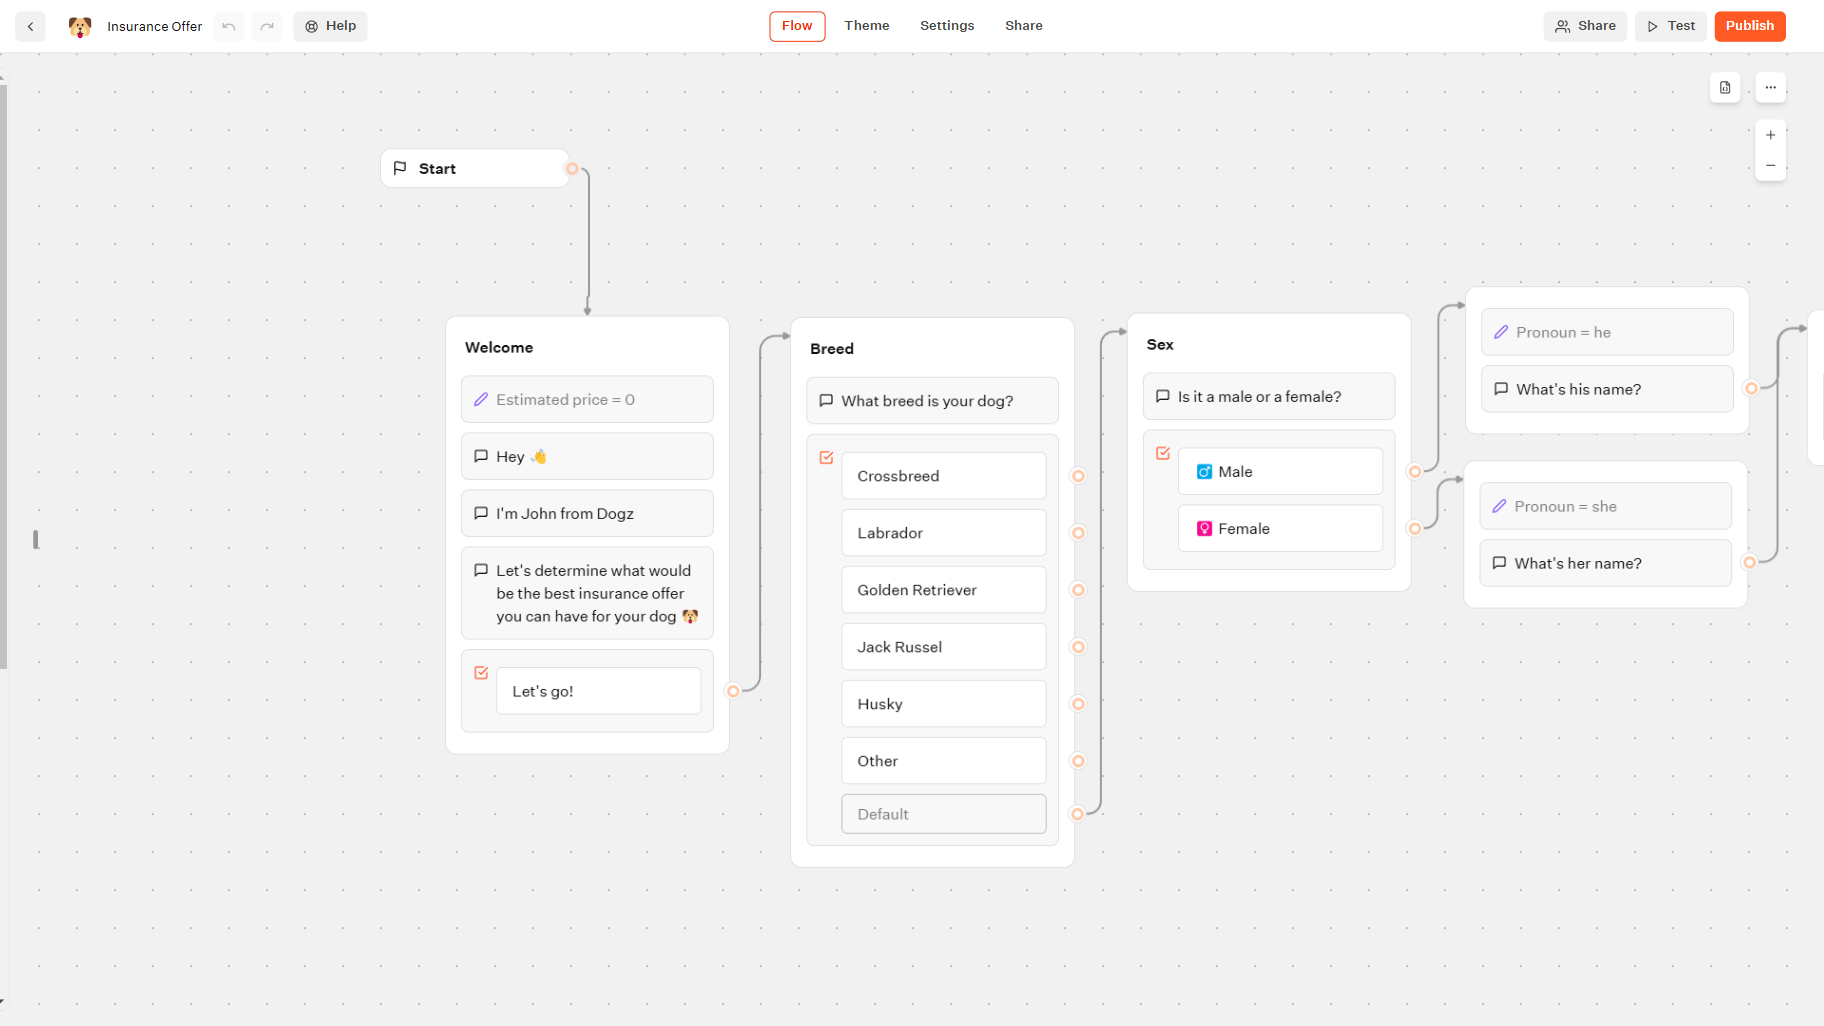 Insurance Offer
Help
Flow
Theme
Settings
Share
Share
Test
Publish
Start
Welcome
Estimated price = 0
Hey 👋
I'm John from Dogz
Let's determine what would
be the best insurance offer
you can have for your dog 🐶
Let's go!
Breed
What breed is your dog?
Crossbreed
Labrador
Golden Retriever
Jack Russel
Husky
Other
Default
Sex
Is it a male or a female?
♂ Male
♀ Female
Pronoun = he
What's his name?
Pronoun = she
What's her name?